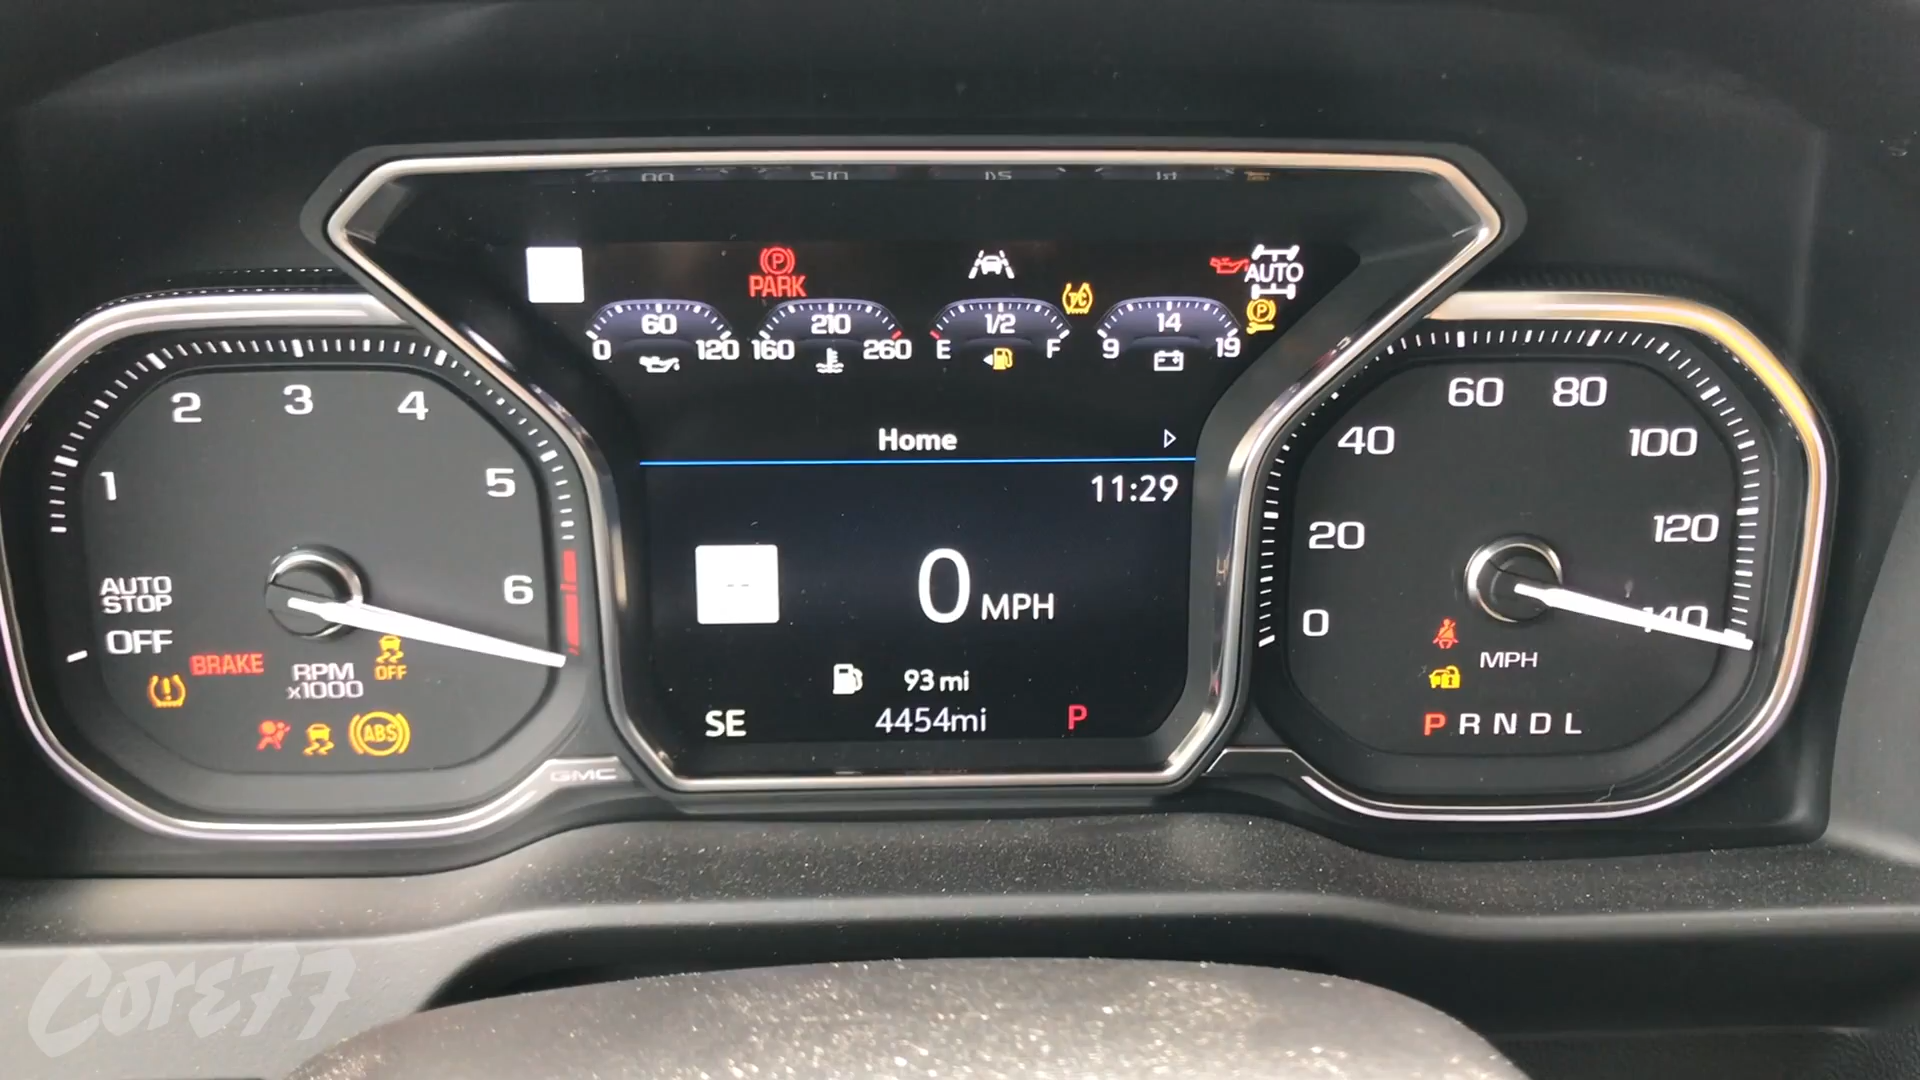 P
PARK
AUTO
60
0
120
210
160
260
1/2
E
F
TC
14
9
19
P
Home
11:29
0 MPH
93 mi
SE
4454mi
P
1
2
3
4
5
6
AUTO
STOP
OFF
BRAKE
RPM
x1000
OFF
ABS
GMC
0
20
40
60
80
100
120
140
MPH
P R N D L
Core77